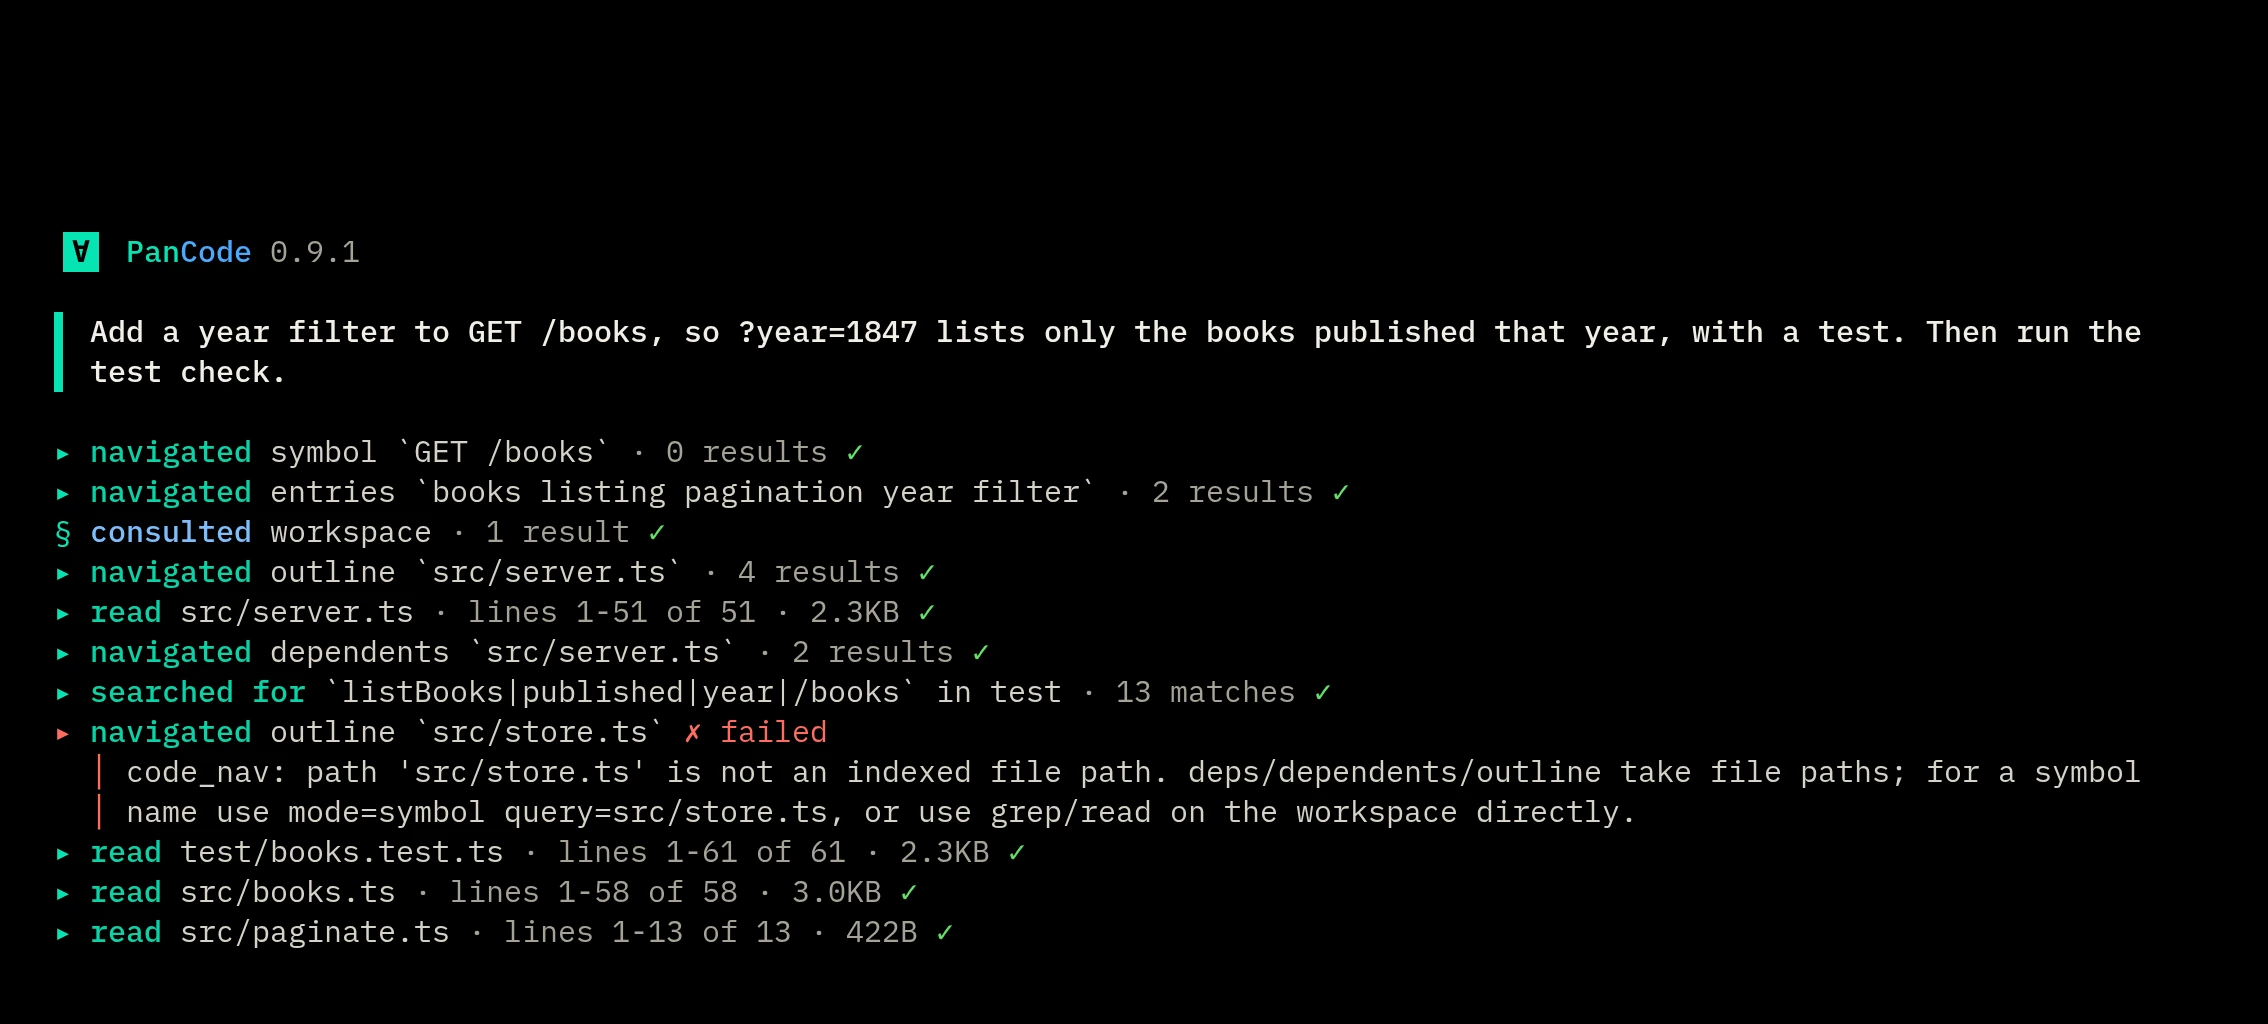 ∀ PanCode 0.9.1
Add a year filter to GET /books, so ?year=1847 lists only the books published that year, with a test. Then run the
test check.
▸ navigated symbol `GET /books` · 0 results ✓
▸ navigated entries `books listing pagination year filter` · 2 results ✓
§ consulted workspace · 1 result ✓
▸ navigated outline `src/server.ts` · 4 results ✓
▸ read src/server.ts · lines 1-51 of 51 · 2.3KB ✓
▸ navigated dependents `src/server.ts` · 2 results ✓
▸ searched for `listBooks|published|year|/books` in test · 13 matches ✓
▸ navigated outline `src/store.ts` ✗ failed
│ code_nav: path 'src/store.ts' is not an indexed file path. deps/dependents/outline take file paths; for a symbol
│ name use mode=symbol query=src/store.ts, or use grep/read on the workspace directly.
▸ read test/books.test.ts · lines 1-61 of 61 · 2.3KB ✓
▸ read src/books.ts · lines 1-58 of 58 · 3.0KB ✓
▸ read src/paginate.ts · lines 1-13 of 13 · 422B ✓